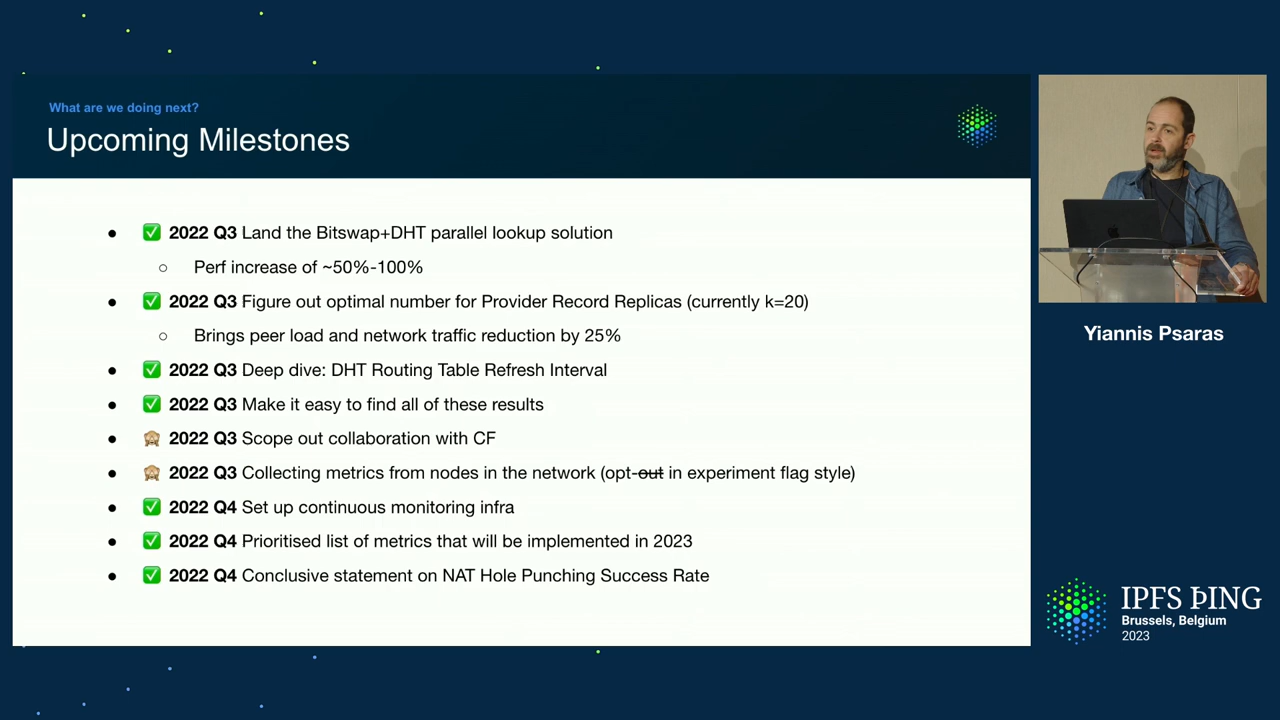 What are we doing next?
Upcoming Milestones
● ✅ 2022 Q3 Land the Bitswap+DHT parallel lookup solution
○ Perf increase of ~50%-100%
● ✅ 2022 Q3 Figure out optimal number for Provider Record Replicas (currently k=20)
○ Brings peer load and network traffic reduction by 25%
● ✅ 2022 Q3 Deep dive: DHT Routing Table Refresh Interval
● ✅ 2022 Q3 Make it easy to find all of these results
● 🙈 2022 Q3 Scope out collaboration with CF
● 🙈 2022 Q3 Collecting metrics from nodes in the network (opt-out in experiment flag style)
● ✅ 2022 Q4 Set up continuous monitoring infra
● ✅ 2022 Q4 Prioritised list of metrics that will be implemented in 2023
● ✅ 2022 Q4 Conclusive statement on NAT Hole Punching Success Rate
Yiannis Psaras
IPFS ÞING
Brussels, Belgium
2023